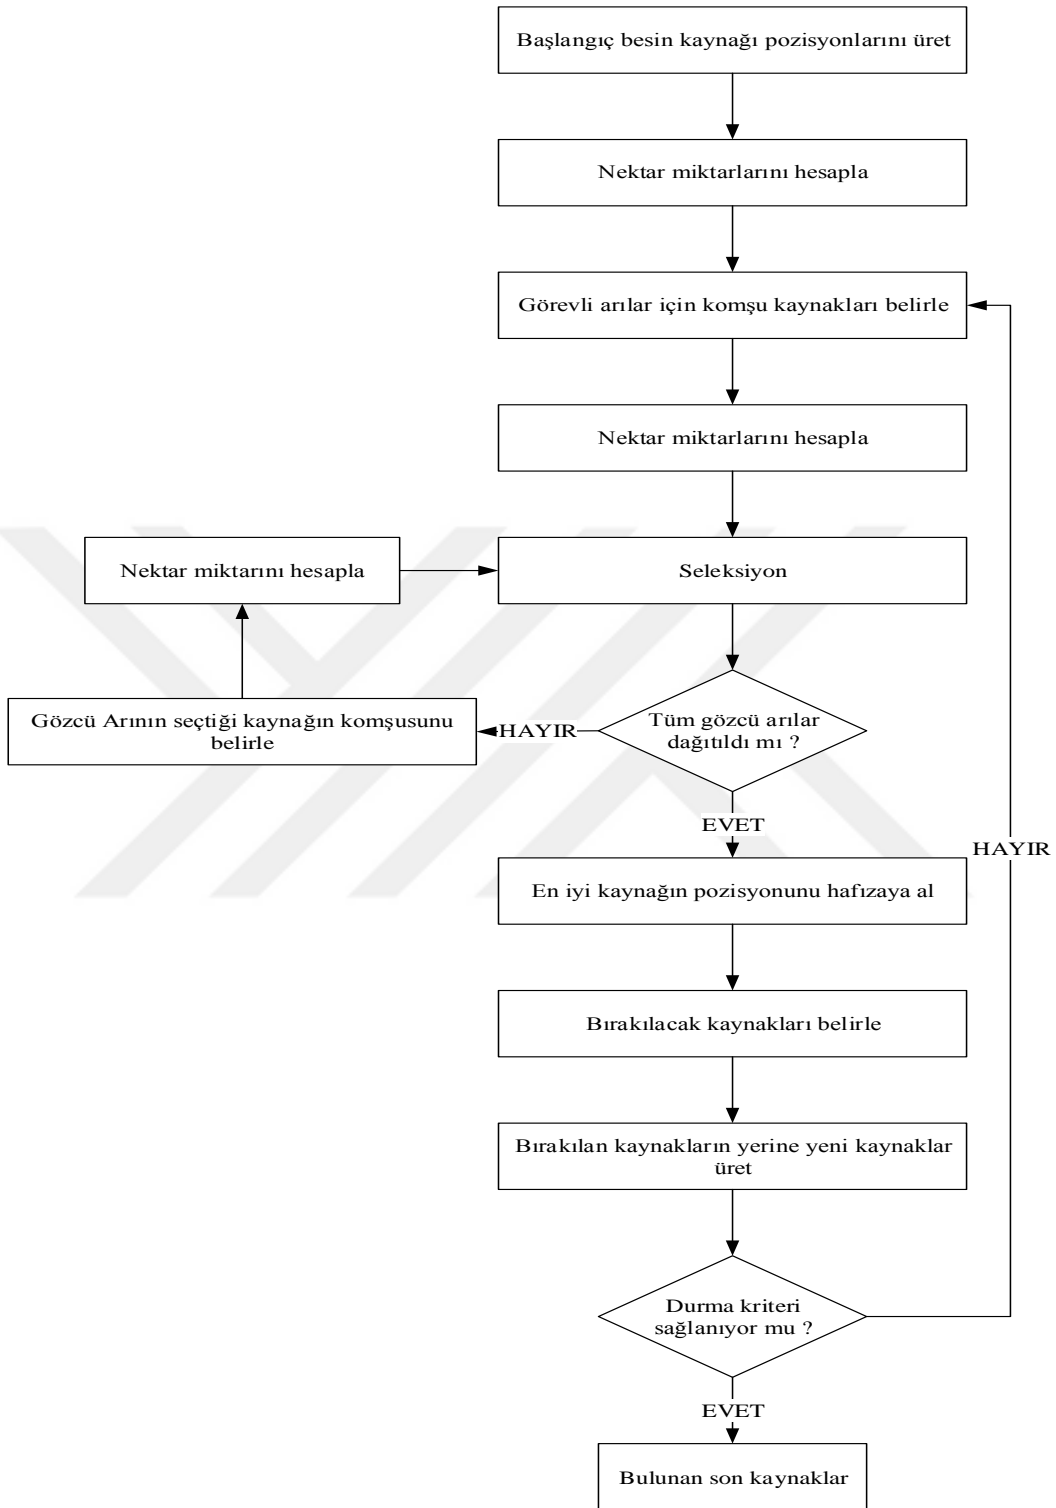 Başlangıç besin kaynağı pozisyonlarını üret
Nektar miktarlarını hesapla
Görevli arılar için komşu kaynakları belirle
Nektar miktarlarını hesapla
Nektar miktarını hesapla
Seleksiyon
Gözcü Arının seçtiği kaynağın komşusunu
belirle
HAYIR
Tüm gözcü arılar
dağıtıldı mı ?
EVET
HAYIR
En iyi kaynağın pozisyonunu hafızaya al
Bırakılacak kaynakları belirle
Bırakılan kaynakların yerine yeni kaynaklar
üret
Durma kriteri
sağlanıyor mu ?
EVET
Bulunan son kaynaklar